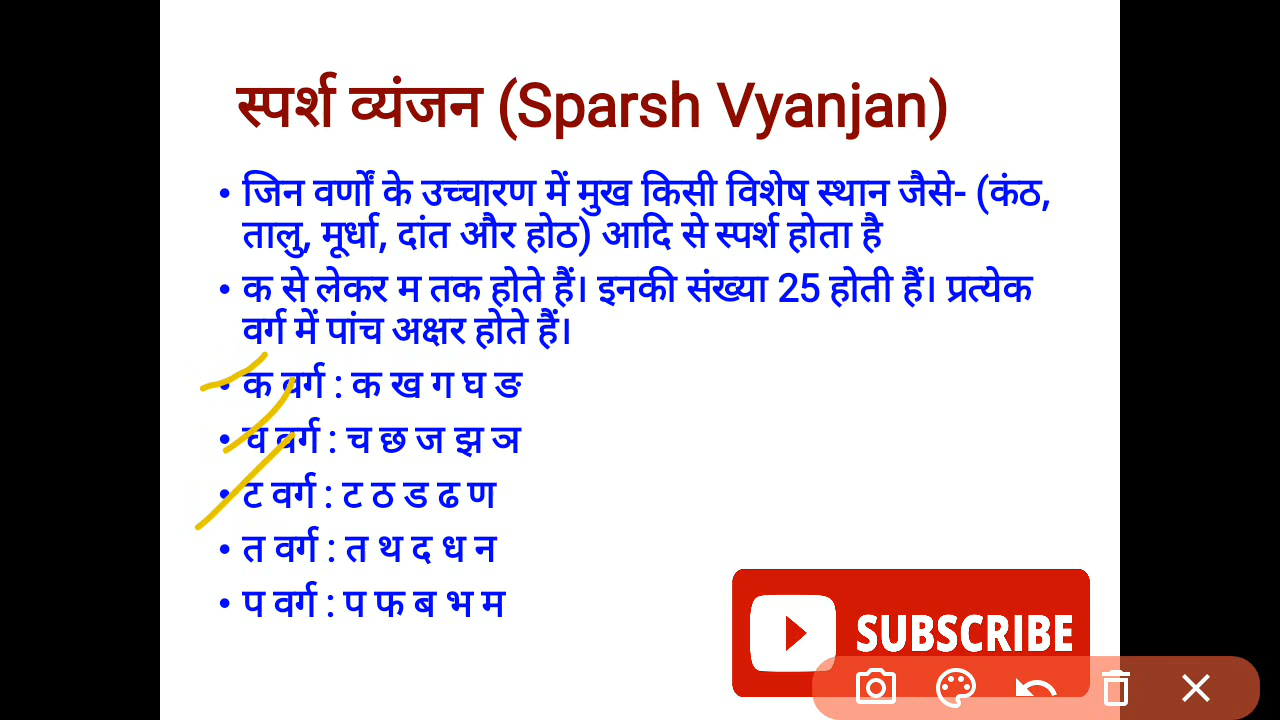 स्पर्श व्यंजन (Sparsh Vyanjan)
• जिन वर्णों के उच्चारण में मुख किसी विशेष स्थान जैसे- (कंठ,
तालु, मूर्धा, दांत और होठ) आदि से स्पर्श होता है
• क से लेकर म तक होते हैं। इनकी संख्या 25 होती हैं। प्रत्येक
वर्ग में पांच अक्षर होते हैं।
• क वर्ग : क ख ग घ ङ
• च वर्ग : च छ ज झ ञ
• ट वर्ग : ट ठ ड ढ ण
• त वर्ग : त थ द ध न
• प वर्ग : प फ ब भ म
SUBSCRIBE